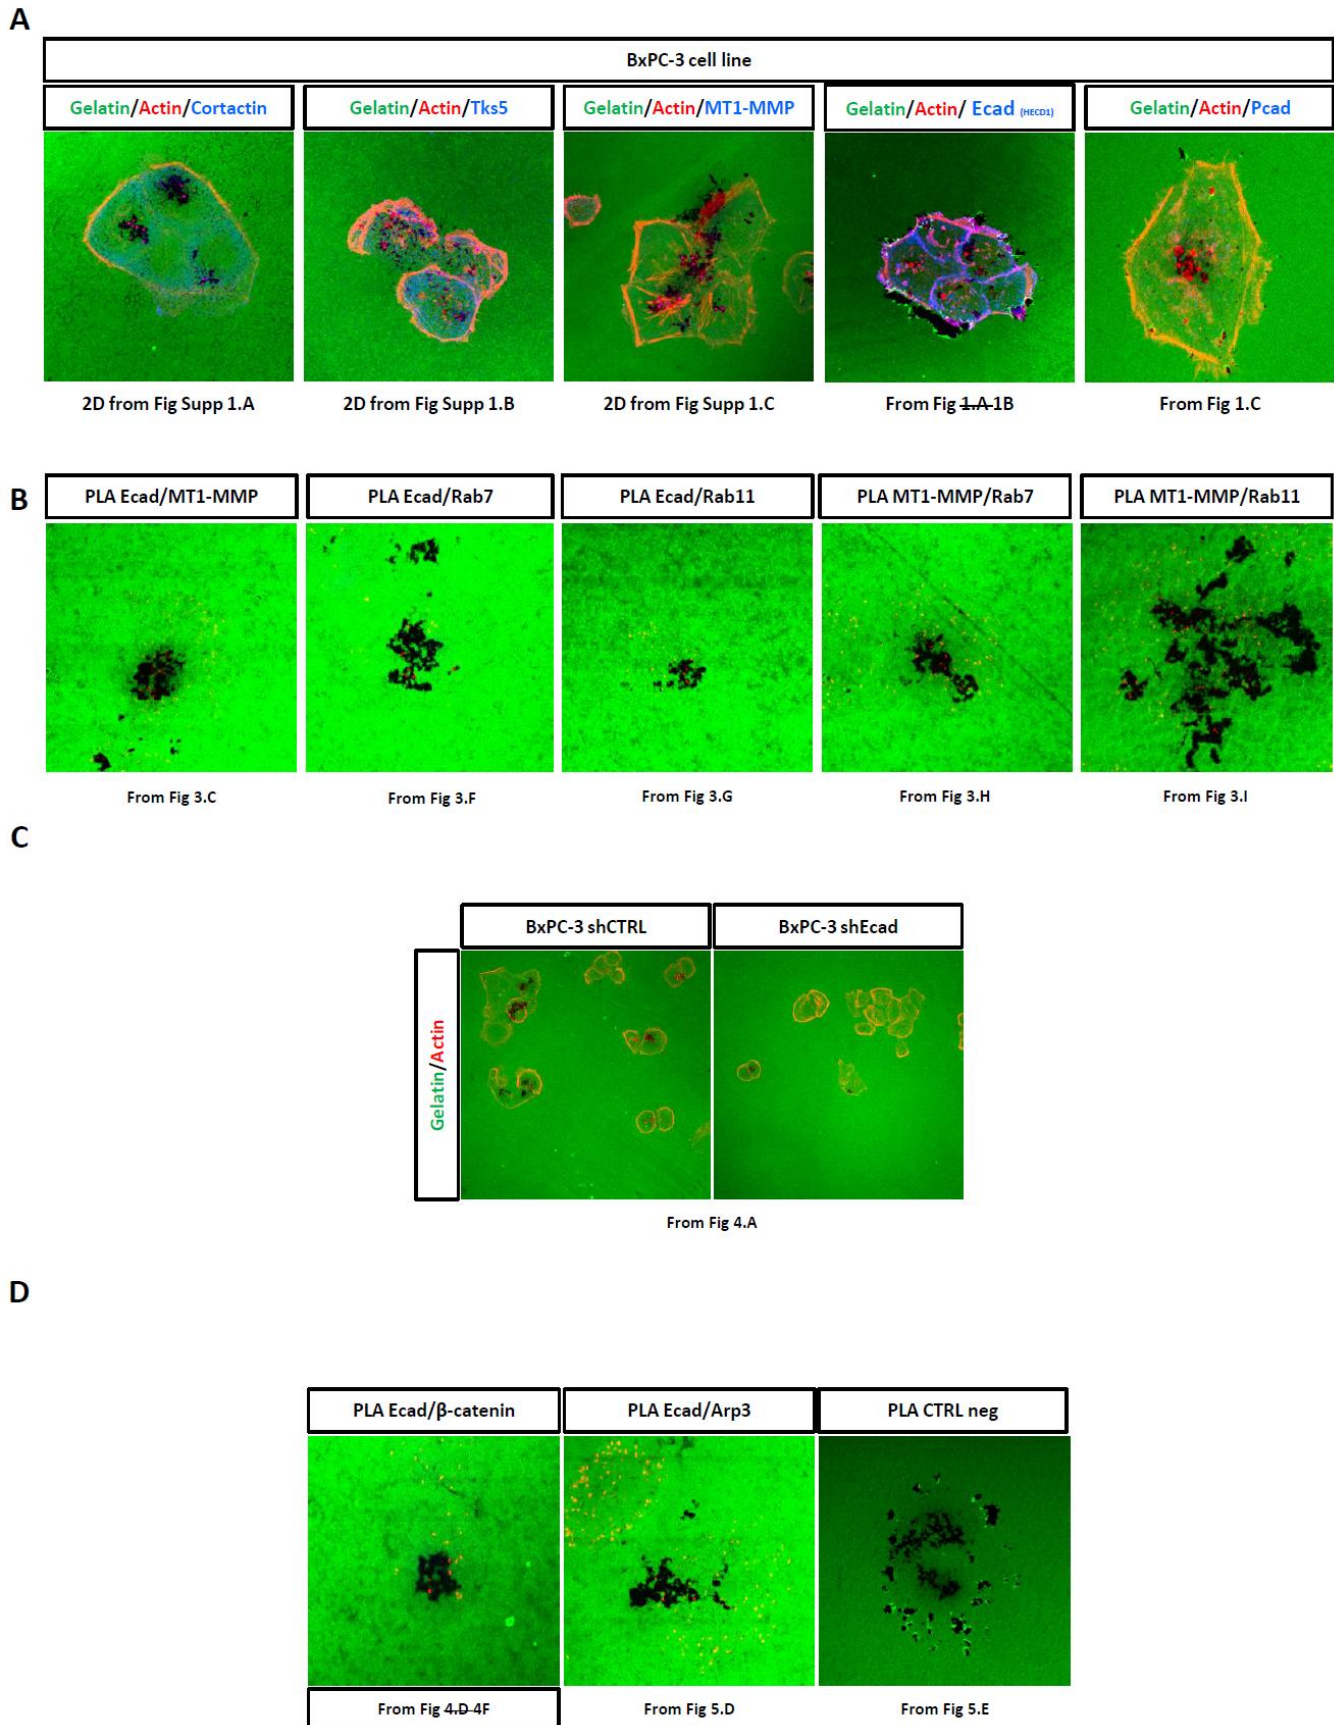 A
BxPC-3 cell line
Gelatin/Actin/Cortactin
Gelatin/Actin/Tks5
Gelatin/Actin/MT1-MMP
Gelatin/Actin/ Ecad (HECD1)
Gelatin/Actin/Pcad
2D from Fig Supp 1.A
2D from Fig Supp 1.B
2D from Fig Supp 1.C
From Fig 1.A 1B
From Fig 1.C
B
PLA Ecad/MT1-MMP
PLA Ecad/Rab7
PLA Ecad/Rab11
PLA MT1-MMP/Rab7
PLA MT1-MMP/Rab11
From Fig 3.C
From Fig 3.F
From Fig 3.G
From Fig 3.H
From Fig 3.I
C
BxPC-3 shCTRL
BxPC-3 shEcad
Gelatin/Actin
From Fig 4.A
D
PLA Ecad/β-catenin
PLA Ecad/Arp3
PLA CTRL neg
From Fig 4.D 4F
From Fig 5.D
From Fig 5.E